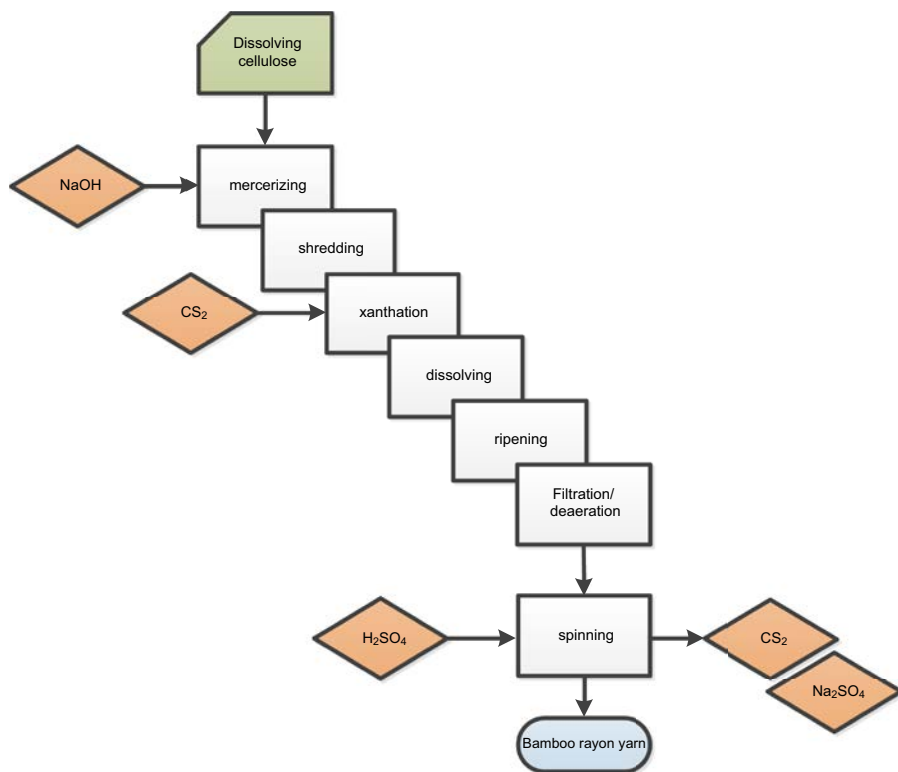 Dissolving
cellulose
NaOH
mercerizing
shredding
CS₂
xanthation
dissolving
ripening
Filtration/
deaeration
H₂SO₄
spinning
CS₂
Na₂SO₄
Bamboo rayon yarn